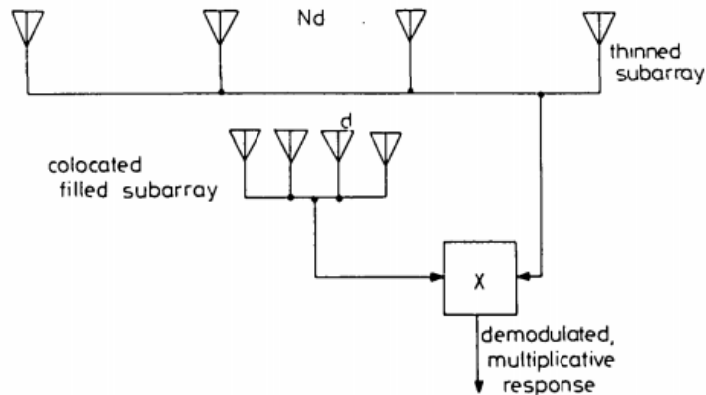 Nd
thinned
subarray
d
colocated
filled subarray
X
demodulated,
multiplicative
response